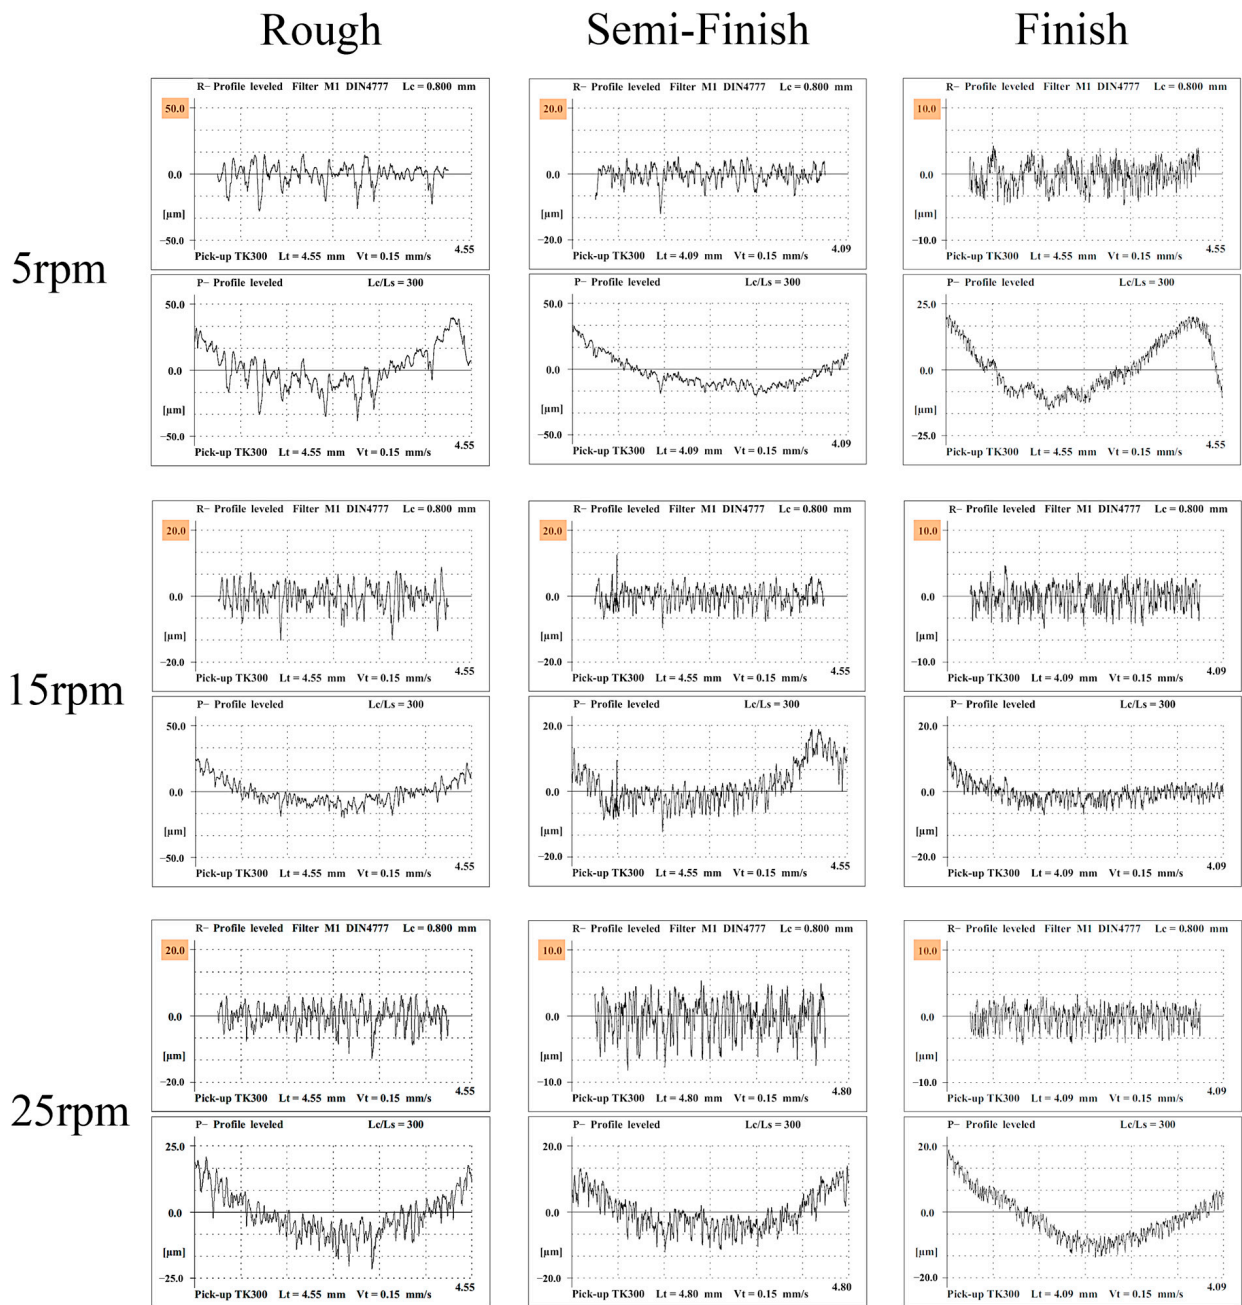 Rough Semi-Finish Finish
5rpm
R− Profile leveled Filter M1 DIN4777 Lc = 0.800 mm
50.0
0.0
[µm]
−50.0
4.55
Pick-up TK300 Lt = 4.55 mm Vt = 0.15 mm/s
P− Profile leveled Lc/Ls = 300
50.0
0.0
[µm]
−50.0
4.55
Pick-up TK300 Lt = 4.55 mm Vt = 0.15 mm/s
R− Profile leveled Filter M1 DIN4777 Lc = 0.800 mm
20.0
0.0
[µm]
−20.0
4.09
Pick-up TK300 Lt = 4.09 mm Vt = 0.15 mm/s
P− Profile leveled Lc/Ls = 300
50.0
0.0
[µm]
−50.0
4.09
Pick-up TK300 Lt = 4.09 mm Vt = 0.15 mm/s
R− Profile leveled Filter M1 DIN4777 Lc = 0.800 mm
10.0
0.0
[µm]
−10.0
4.55
Pick-up TK300 Lt = 4.55 mm Vt = 0.15 mm/s
P− Profile leveled Lc/Ls = 300
25.0
0.0
[µm]
−25.0
4.55
Pick-up TK300 Lt = 4.55 mm Vt = 0.15 mm/s
15rpm
R− Profile leveled Filter M1 DIN4777 Lc = 0.800 mm
20.0
0.0
[µm]
−20.0
4.55
Pick-up TK300 Lt = 4.55 mm Vt = 0.15 mm/s
P− Profile leveled Lc/Ls = 300
50.0
0.0
[µm]
−50.0
4.55
Pick-up TK300 Lt = 4.55 mm Vt = 0.15 mm/s
R− Profile leveled Filter M1 DIN4777 Lc = 0.800 mm
20.0
0.0
[µm]
−20.0
4.55
Pick-up TK300 Lt = 4.55 mm Vt = 0.15 mm/s
P− Profile leveled Lc/Ls = 300
20.0
0.0
[µm]
−20.0
4.55
Pick-up TK300 Lt = 4.55 mm Vt = 0.15 mm/s
R− Profile leveled Filter M1 DIN4777 Lc = 0.800 mm
10.0
0.0
[µm]
−10.0
4.09
Pick-up TK300 Lt = 4.09 mm Vt = 0.15 mm/s
P− Profile leveled Lc/Ls = 300
20.0
0.0
[µm]
−20.0
4.09
Pick-up TK300 Lt = 4.09 mm Vt = 0.15 mm/s
25rpm
R− Profile leveled Filter M1 DIN4777 Lc = 0.800 mm
20.0
0.0
[µm]
−20.0
4.55
Pick-up TK300 Lt = 4.55 mm Vt = 0.15 mm/s
P− Profile leveled Lc/Ls = 300
25.0
0.0
[µm]
−25.0
4.55
Pick-up TK300 Lt = 4.55 mm Vt = 0.15 mm/s
R− Profile leveled Filter M1 DIN4777 Lc = 0.800 mm
10.0
0.0
[µm]
−10.0
4.80
Pick-up TK300 Lt = 4.80 mm Vt = 0.15 mm/s
P− Profile leveled Lc/Ls = 300
20.0
0.0
[µm]
−20.0
4.80
Pick-up TK300 Lt = 4.80 mm Vt = 0.15 mm/s
R− Profile leveled Filter M1 DIN4777 Lc = 0.800 mm
10.0
0.0
[µm]
−10.0
4.09
Pick-up TK300 Lt = 4.09 mm Vt = 0.15 mm/s
P− Profile leveled Lc/Ls = 300
20.0
0.0
[µm]
−20.0
4.09
Pick-up TK300 Lt = 4.09 mm Vt = 0.15 mm/s